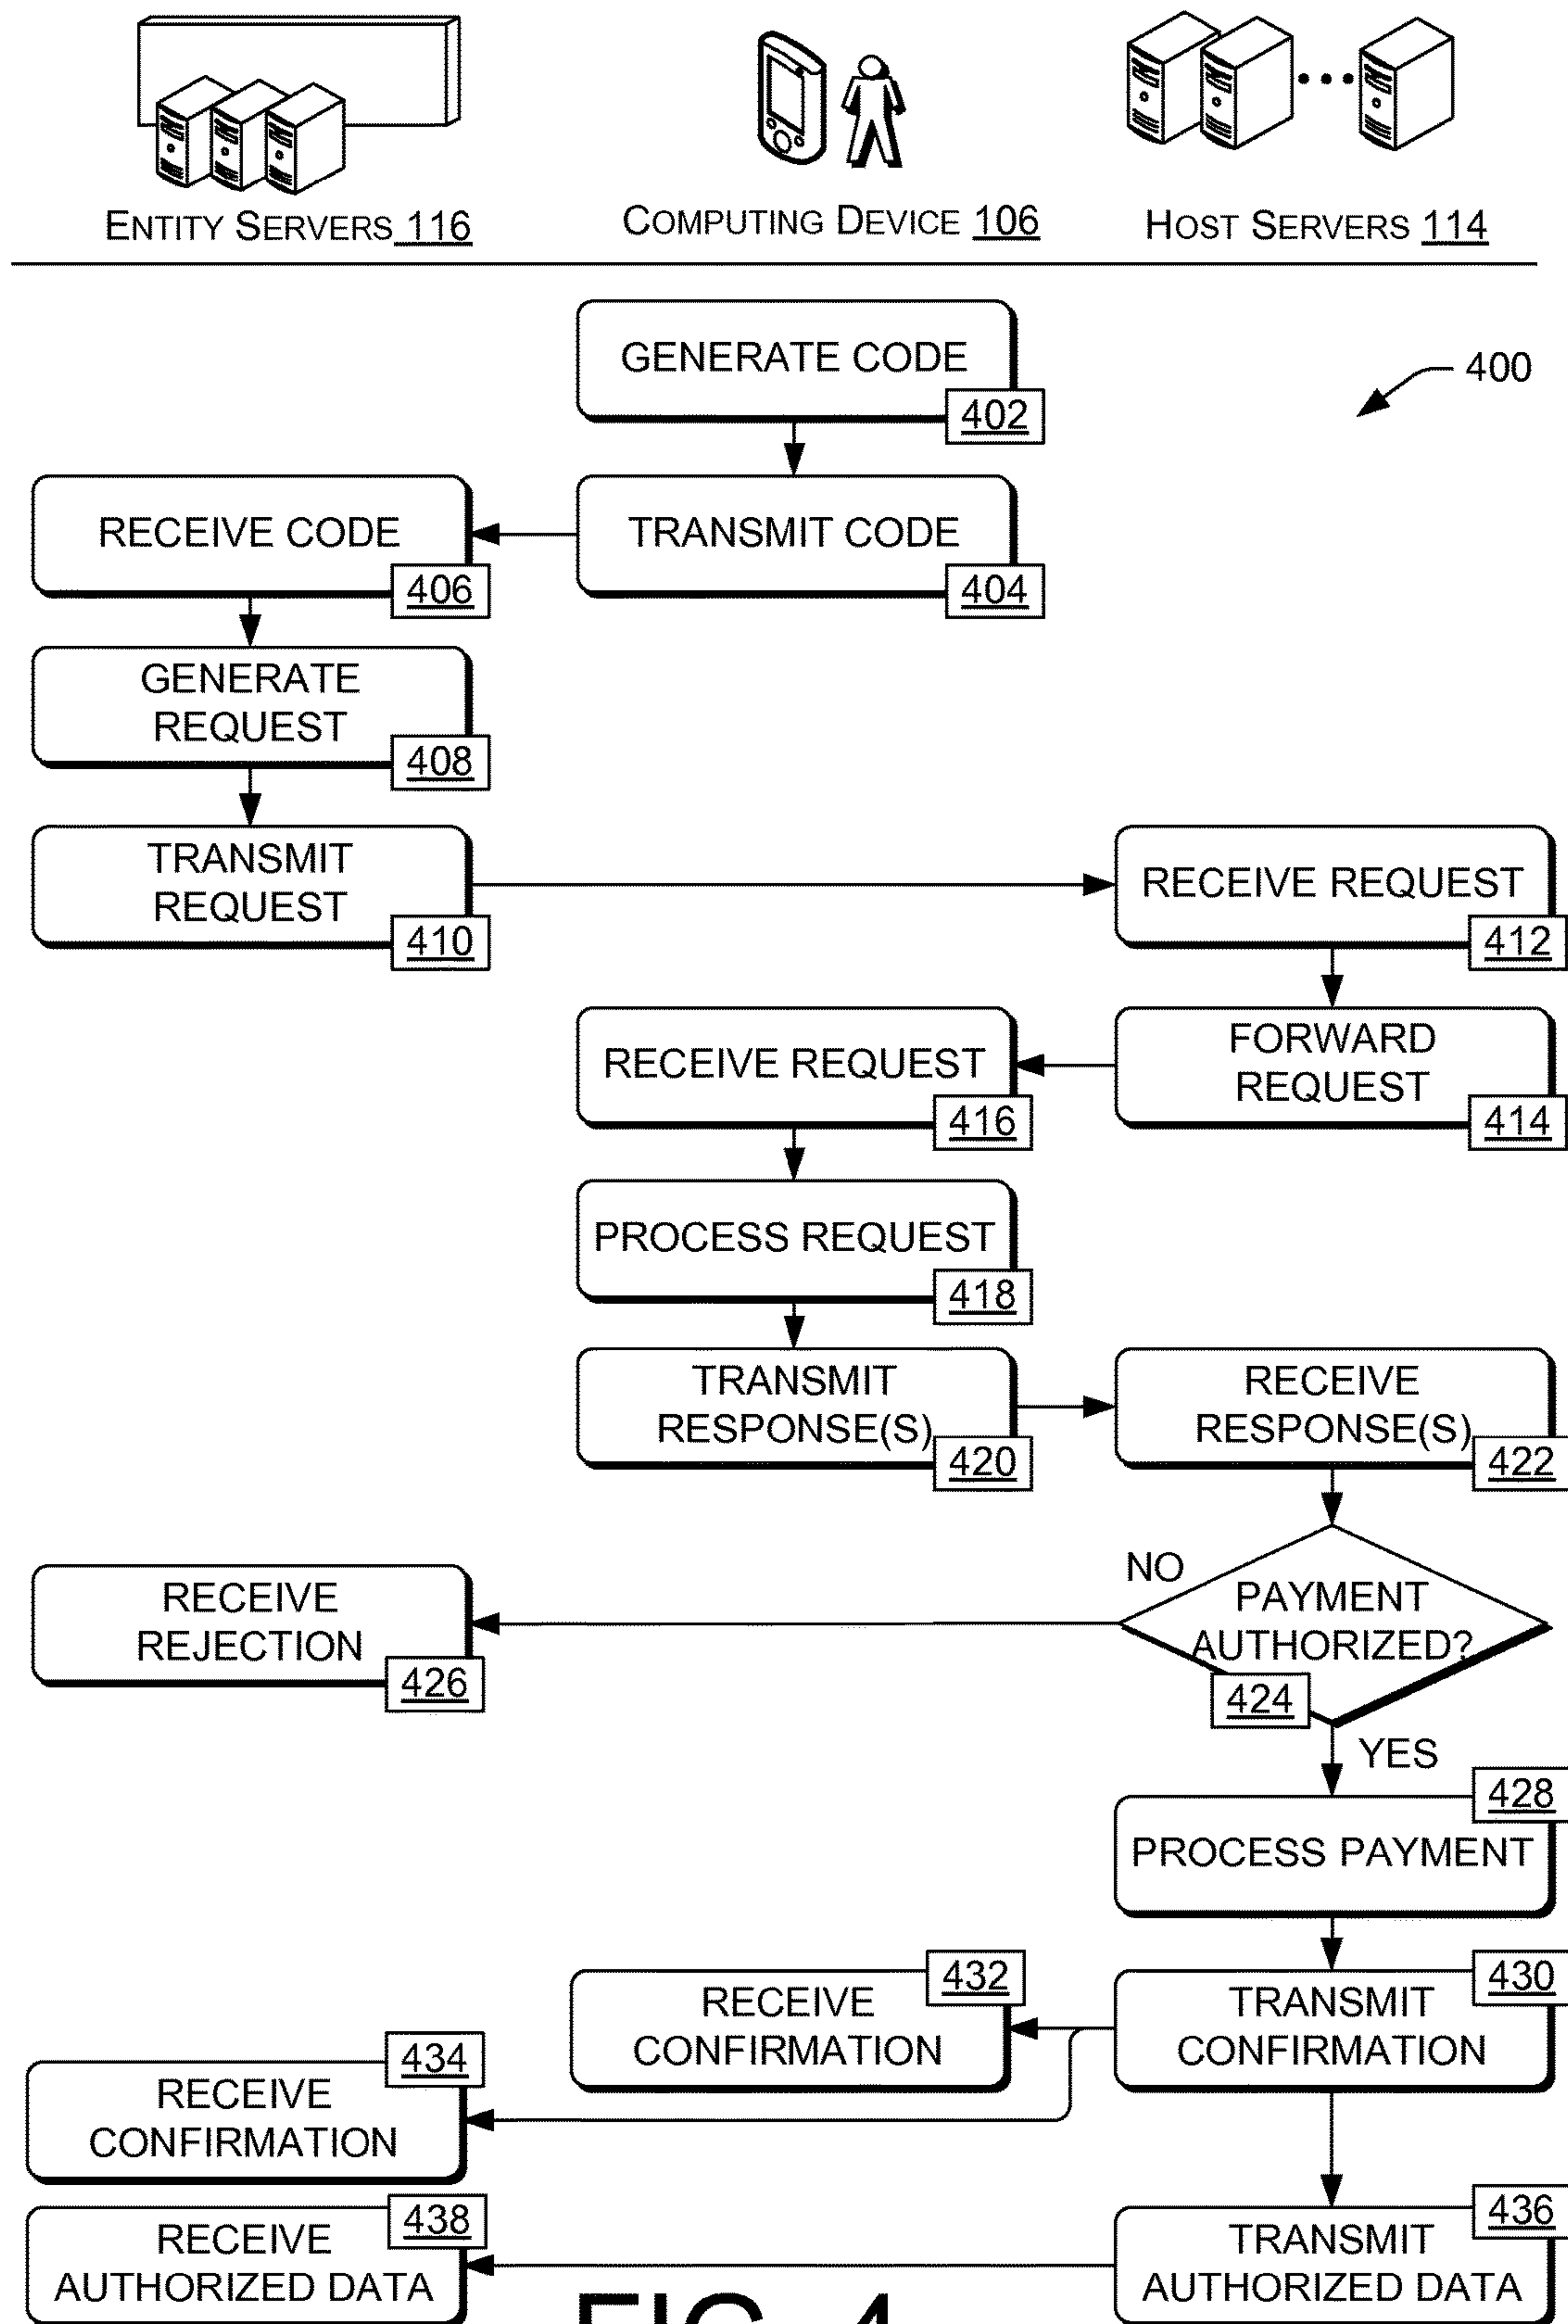 ENTITY SERVERS 116
COMPUTING DEVICE 106
HOST SERVERS 114
GENERATE CODE
402
400
RECEIVE CODE
406
TRANSMIT CODE
404
GENERATE
REQUEST
408
TRANSMIT
REQUEST
410
RECEIVE REQUEST
412
RECEIVE REQUEST
416
FORWARD
REQUEST
414
PROCESS REQUEST
418
TRANSMIT
RESPONSE(S)
420
RECEIVE
RESPONSE(S)
422
RECEIVE
REJECTION
426
NO
PAYMENT
AUTHORIZED?
424
YES
428
PROCESS PAYMENT
432
RECEIVE
CONFIRMATION
430
TRANSMIT
CONFIRMATION
434
RECEIVE
CONFIRMATION
438
RECEIVE
AUTHORIZED DATA
436
TRANSMIT
AUTHORIZED DATA
FIG. 4